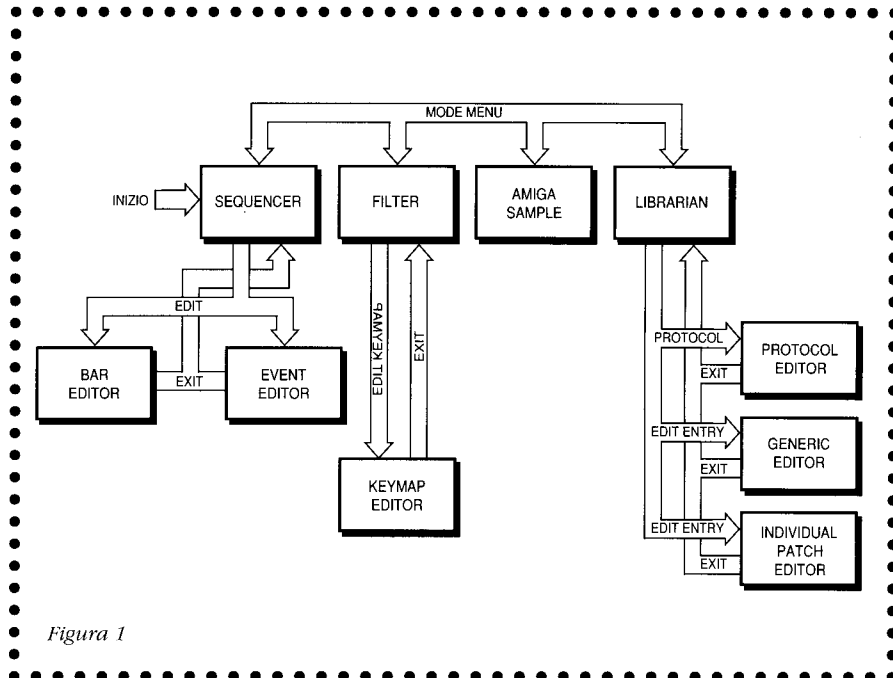 MODE MENU
INIZIO
SEQUENCER
FILTER
AMIGA
SAMPLE
LIBRARIAN
EDIT
BAR
EDITOR
EXIT
EVENT
EDITOR
EDIT KEYMAP
EXIT
KEYMAP
EDITOR
PROTOCOL
EXIT
PROTOCOL
EDITOR
EDIT ENTRY
EXIT
GENERIC
EDITOR
EDIT ENTRY
EXIT
INDIVIDUAL
PATCH
EDITOR
Figura 1